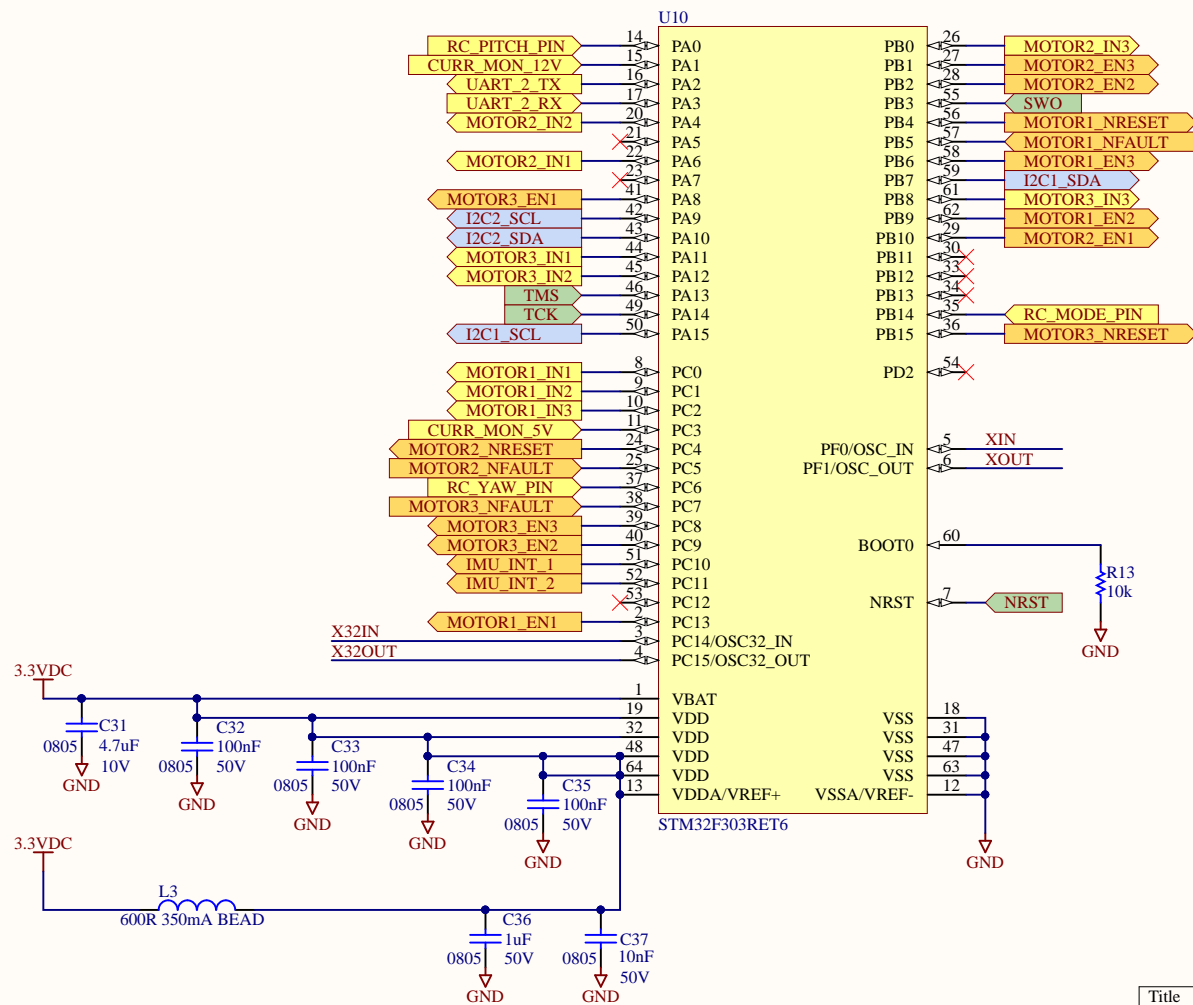 U10
RC_PITCH_PIN 14 PA0 PB0 26 MOTOR2_IN3
CURR_MON_12V 15 PA1 PB1 27 MOTOR2_EN3
UART_2_TX 16 PA2 PB2 28 MOTOR2_EN2
UART_2_RX 17 PA3 PB3 55 SWO
MOTOR2_IN2 20 PA4 PB4 56 MOTOR1_NRESET
21 PA5 PB5 57 MOTOR1_NFAULT
MOTOR2_IN1 22 PA6 PB6 58 MOTOR1_EN3
23 PA7 PB7 59 I2C1_SDA
MOTOR3_EN1 41 PA8 PB8 61 MOTOR3_IN3
I2C2_SCL 42 PA9 PB9 62 MOTOR1_EN2
I2C2_SDA 43 PA10 PB10 29 MOTOR2_EN1
MOTOR3_IN1 44 PA11 PB11 30
MOTOR3_IN2 45 PA12 PB12 33
TMS 46 PA13 PB13 34
TCK 49 PA14 PB14 35 RC_MODE_PIN
I2C1_SCL 50 PA15 PB15 36 MOTOR3_NRESET
MOTOR1_IN1 8 PC0 PD2 54
MOTOR1_IN2 9 PC1
MOTOR1_IN3 10 PC2
CURR_MON_5V 11 PC3
MOTOR2_NRESET 24 PC4 PF0/OSC_IN 5 XIN
MOTOR2_NFAULT 25 PC5 PF1/OSC_OUT 6 XOUT
RC_YAW_PIN 37 PC6
MOTOR3_NFAULT 38 PC7
MOTOR3_EN3 39 PC8
MOTOR3_EN2 40 PC9 BOOT0 60
IMU_INT_1 51 PC10
IMU_INT_2 52 PC11
53 PC12 NRST 7 NRST
MOTOR1_EN1 2 PC13
X32IN 3 PC14/OSC32_IN
X32OUT 4 PC15/OSC32_OUT
R13
10k
GND
3.3VDC
1 VBAT
19 VDD VSS 18
32 VDD VSS 31
48 VDD VSS 47
64 VDD VSS 63
13 VDDA/VREF+ VSSA/VREF- 12
STM32F303RET6
GND
C31
0805 4.7uF
10V
GND
C32
100nF
0805 50V
GND
C33
100nF
0805 50V
GND
C34
100nF
0805 50V
GND
C35
100nF
0805 50V
GND
3.3VDC
L3
600R 350mA BEAD
C36
1uF
0805 50V
GND
C37
0805 10nF
50V
GND
Title